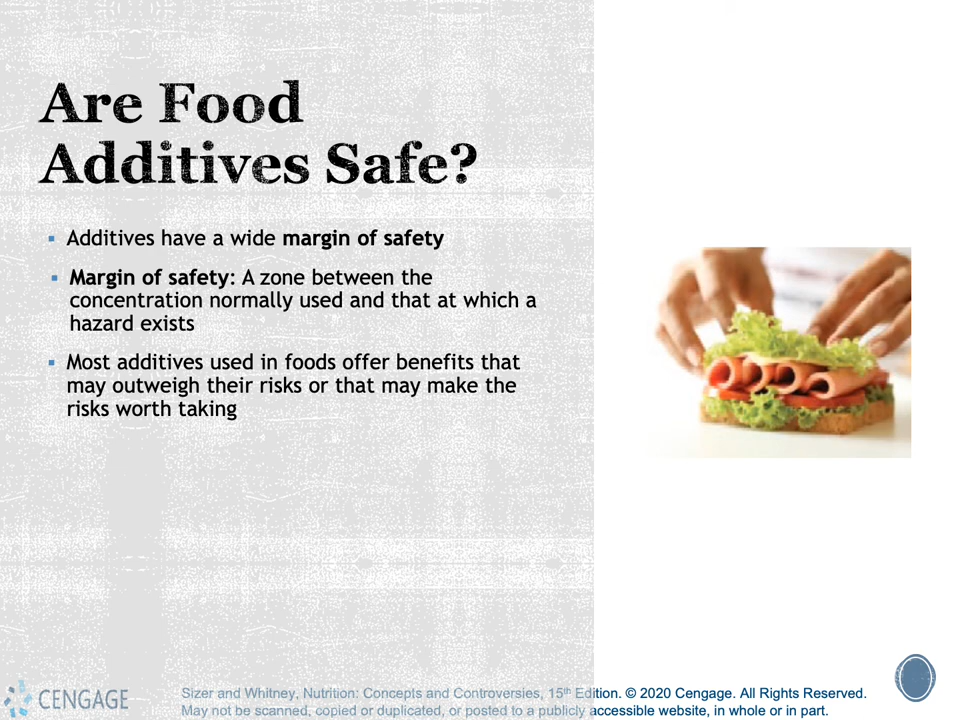 Are Food
Additives Safe?
▪ Additives have a wide margin of safety
▪ Margin of safety: A zone between the
concentration normally used and that at which a
hazard exists
▪ Most additives used in foods offer benefits that
may outweigh their risks or that may make the
risks worth taking
CENGAGE
Sizer and Whitney, Nutrition: Concepts and Controversies, 15th Edition. © 2020 Cengage. All Rights Reserved.
May not be scanned, copied or duplicated, or posted to a publicly accessible website, in whole or in part.